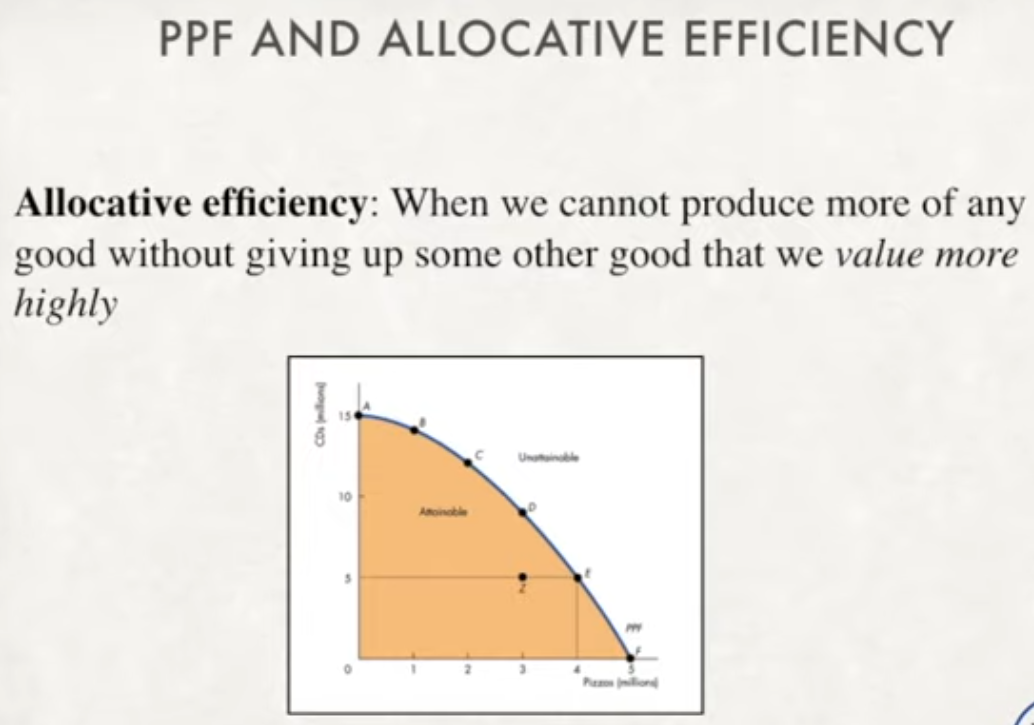 PPF AND ALLOCATIVE EFFICIENCY
Allocative efficiency: When we cannot produce more of any
good without giving up some other good that we value more
highly
CDs (millions)
15
A
B
C
Unattainable
10
Attainable
D
5
E
Z
PPF
F
0
1
2
3
4
5
Pizzas (millions)